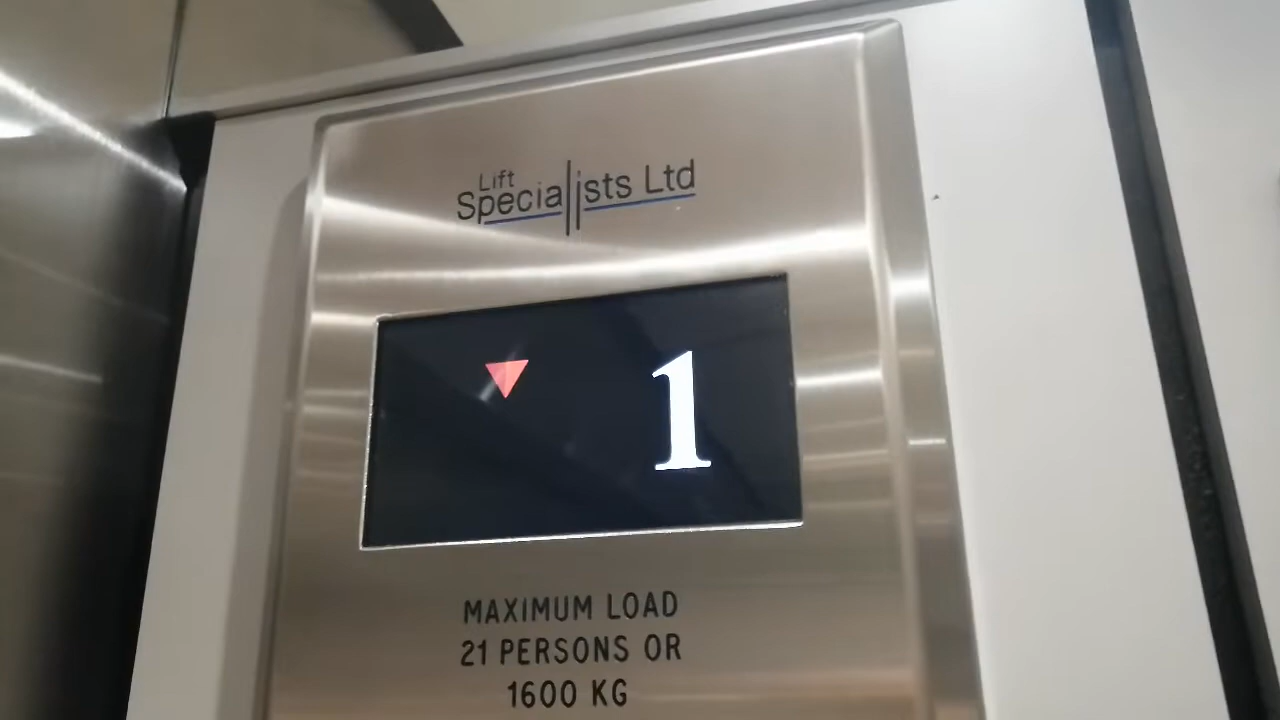 Lift
Specialists Ltd
1
MAXIMUM LOAD
21 PERSONS OR
1600 KG